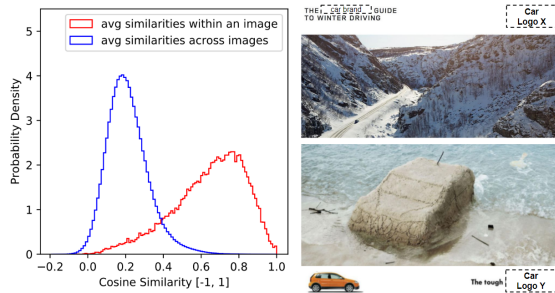 avg similarities within an image
avg similarities across images
Probability Density
5
4
3
2
1
0
−0.2
0.0
0.2
0.4
0.6
0.8
1.0
Cosine Similarity [-1, 1]
THE car brand GUIDE
TO WINTER DRIVING
Car
Logo X
The tough
Car
Logo Y